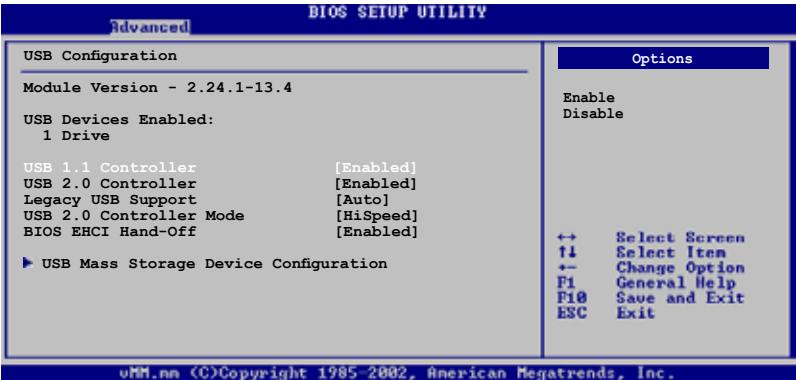 BIOS SETUP UTILITY
Advanced
USB Configuration
Module Version - 2.24.1-13.4
USB Devices Enabled:
1 Drive
USB 1.1 Controller [Enabled]
USB 2.0 Controller [Enabled]
Legacy USB Support [Auto]
USB 2.0 Controller Mode [HiSpeed]
BIOS EHCI Hand-Off [Enabled]
USB Mass Storage Device Configuration
Options
Enable
Disable
↔ Select Screen
↑↓ Select Item
+- Change Option
F1 General Help
F10 Save and Exit
ESC Exit
vMM.mm (C)Copyright 1985-2002, American Megatrends, Inc.